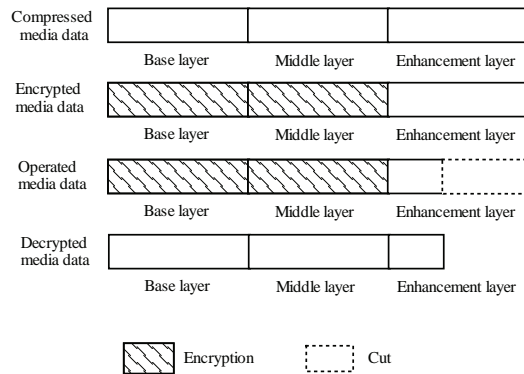 Compressed
media data
Base layer Middle layer Enhancement layer
Encrypted
media data
Base layer Middle layer Enhancement layer
Operated
media data
Base layer Middle layer Enhancement layer
Decrypted
media data
Base layer Middle layer Enhancement layer
Encryption Cut